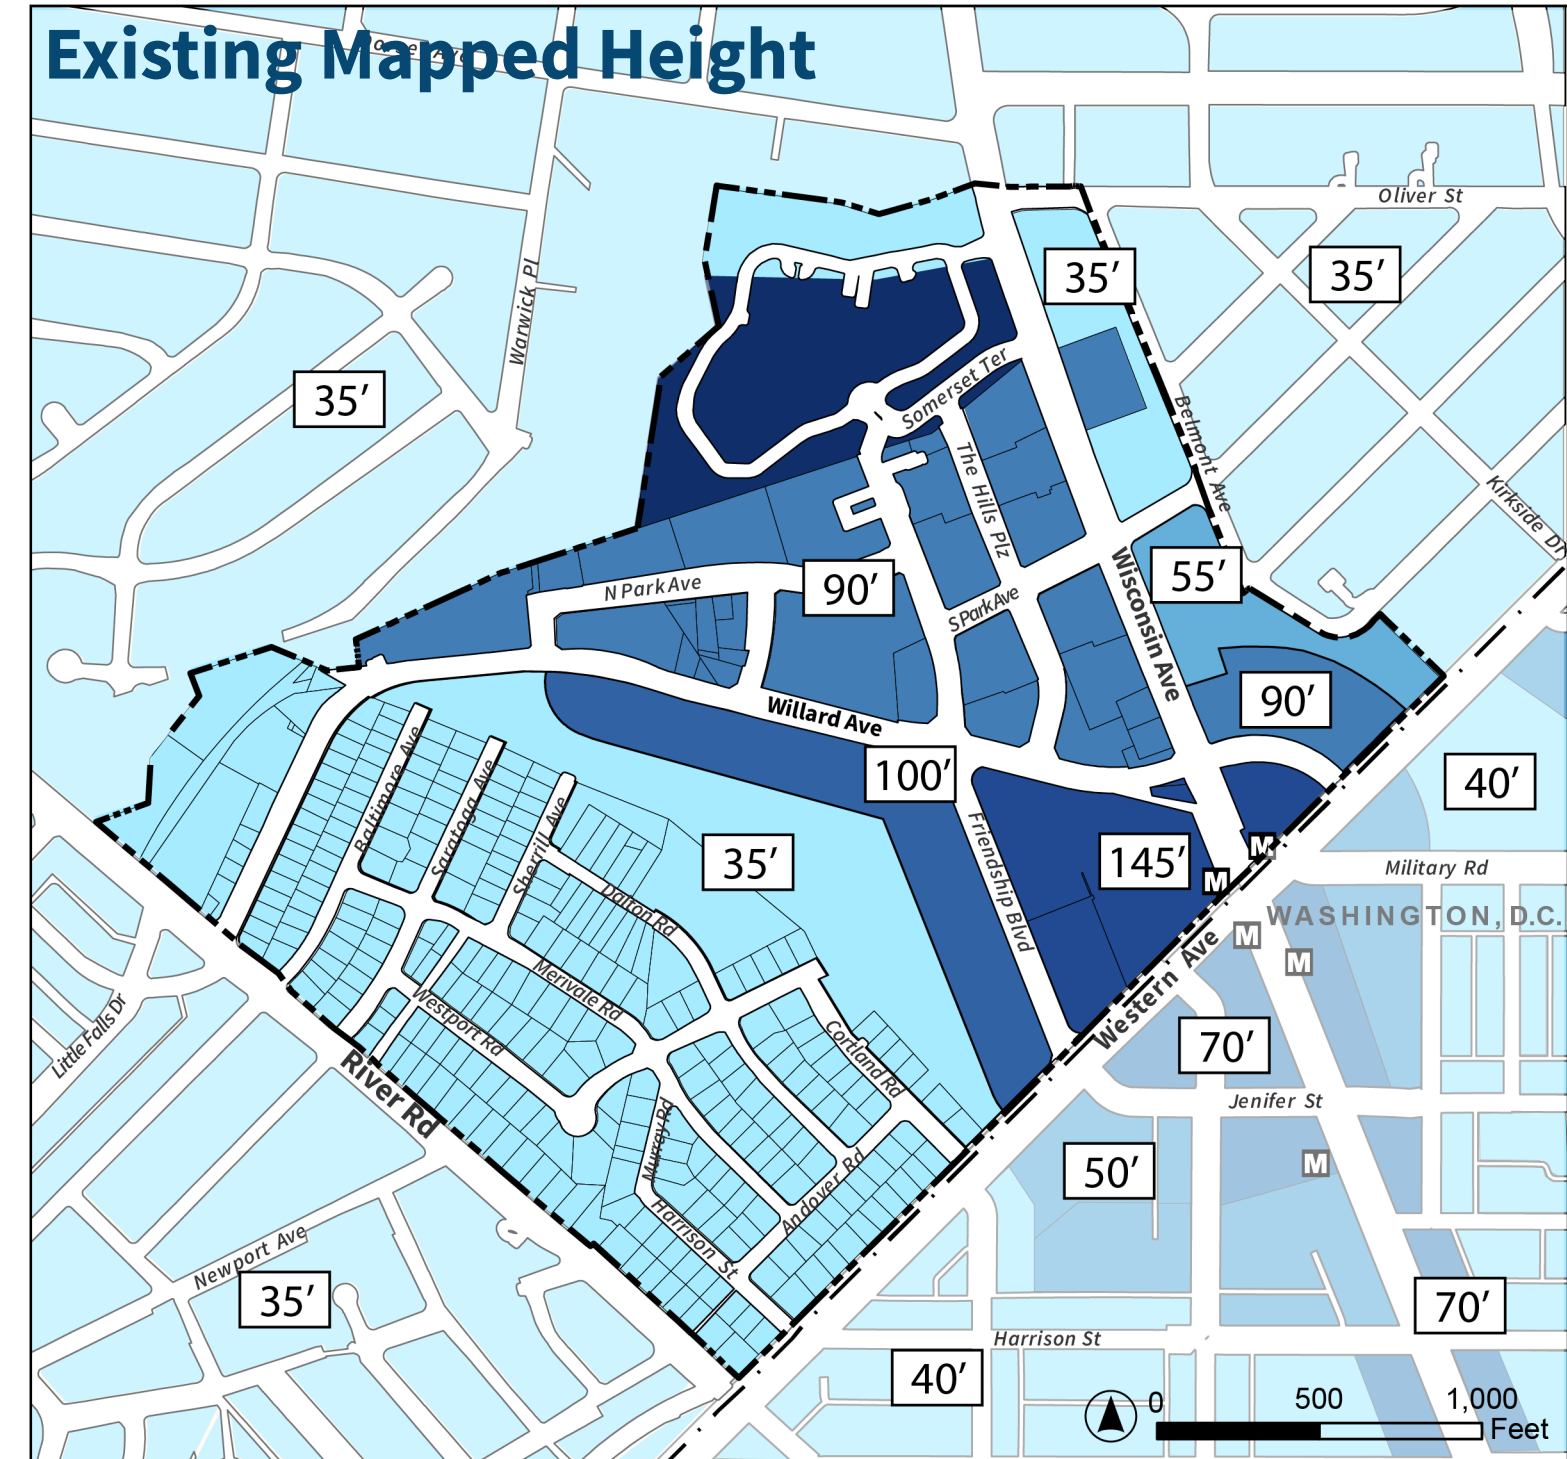 Existing Mapped Height
Oliver St
35’
35’
Warwick Pl
35’
Somerset Ter
Belmont Ave
The Hills Plz
Kirkside Dr
N Park Ave
90’
55’
S Park Ave
Wisconsin Ave
90’
Willard Ave
100’
40’
Baltimore Ave
Saratoga Ave
Sherrill Ave
35’
Friendship Blvd
145’
M
M
Military Rd
Dalton Rd
WASHINGTON, D.C.
M
M
Merivale Rd
Westport Rd
Western Ave
Little Falls Dr
River Rd
Cortland Rd
70’
Jenifer St
Murray Rd
50’
M
Andover Rd
Harrison St
Newport Ave
35’
70’
Harrison St
40’
0 500 1,000
Feet